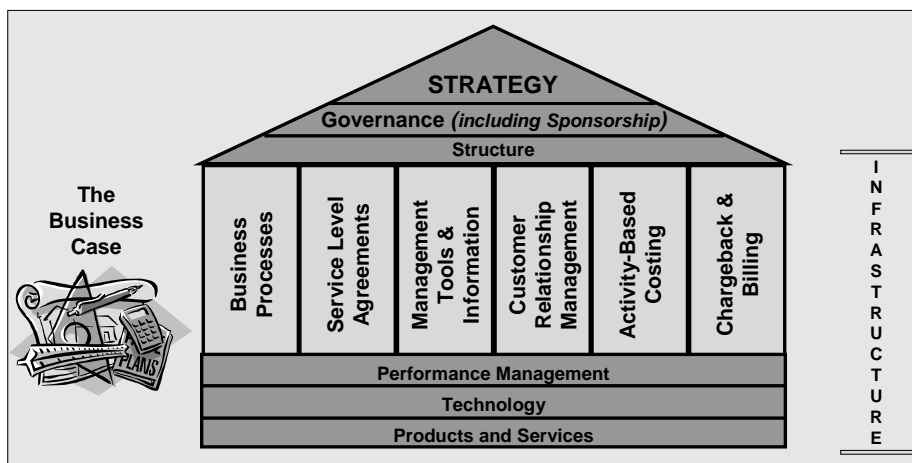 STRATEGY
Governance (including Sponsorship)
Structure
The
Business
Case
PLANS
Business
Processes
Service Level
Agreements
Management
Tools &
Information
Customer
Relationship
Management
Activity-Based
Costing
Chargeback &
Billing
Performance Management
Technology
Products and Services
INFRASTRUCTURE